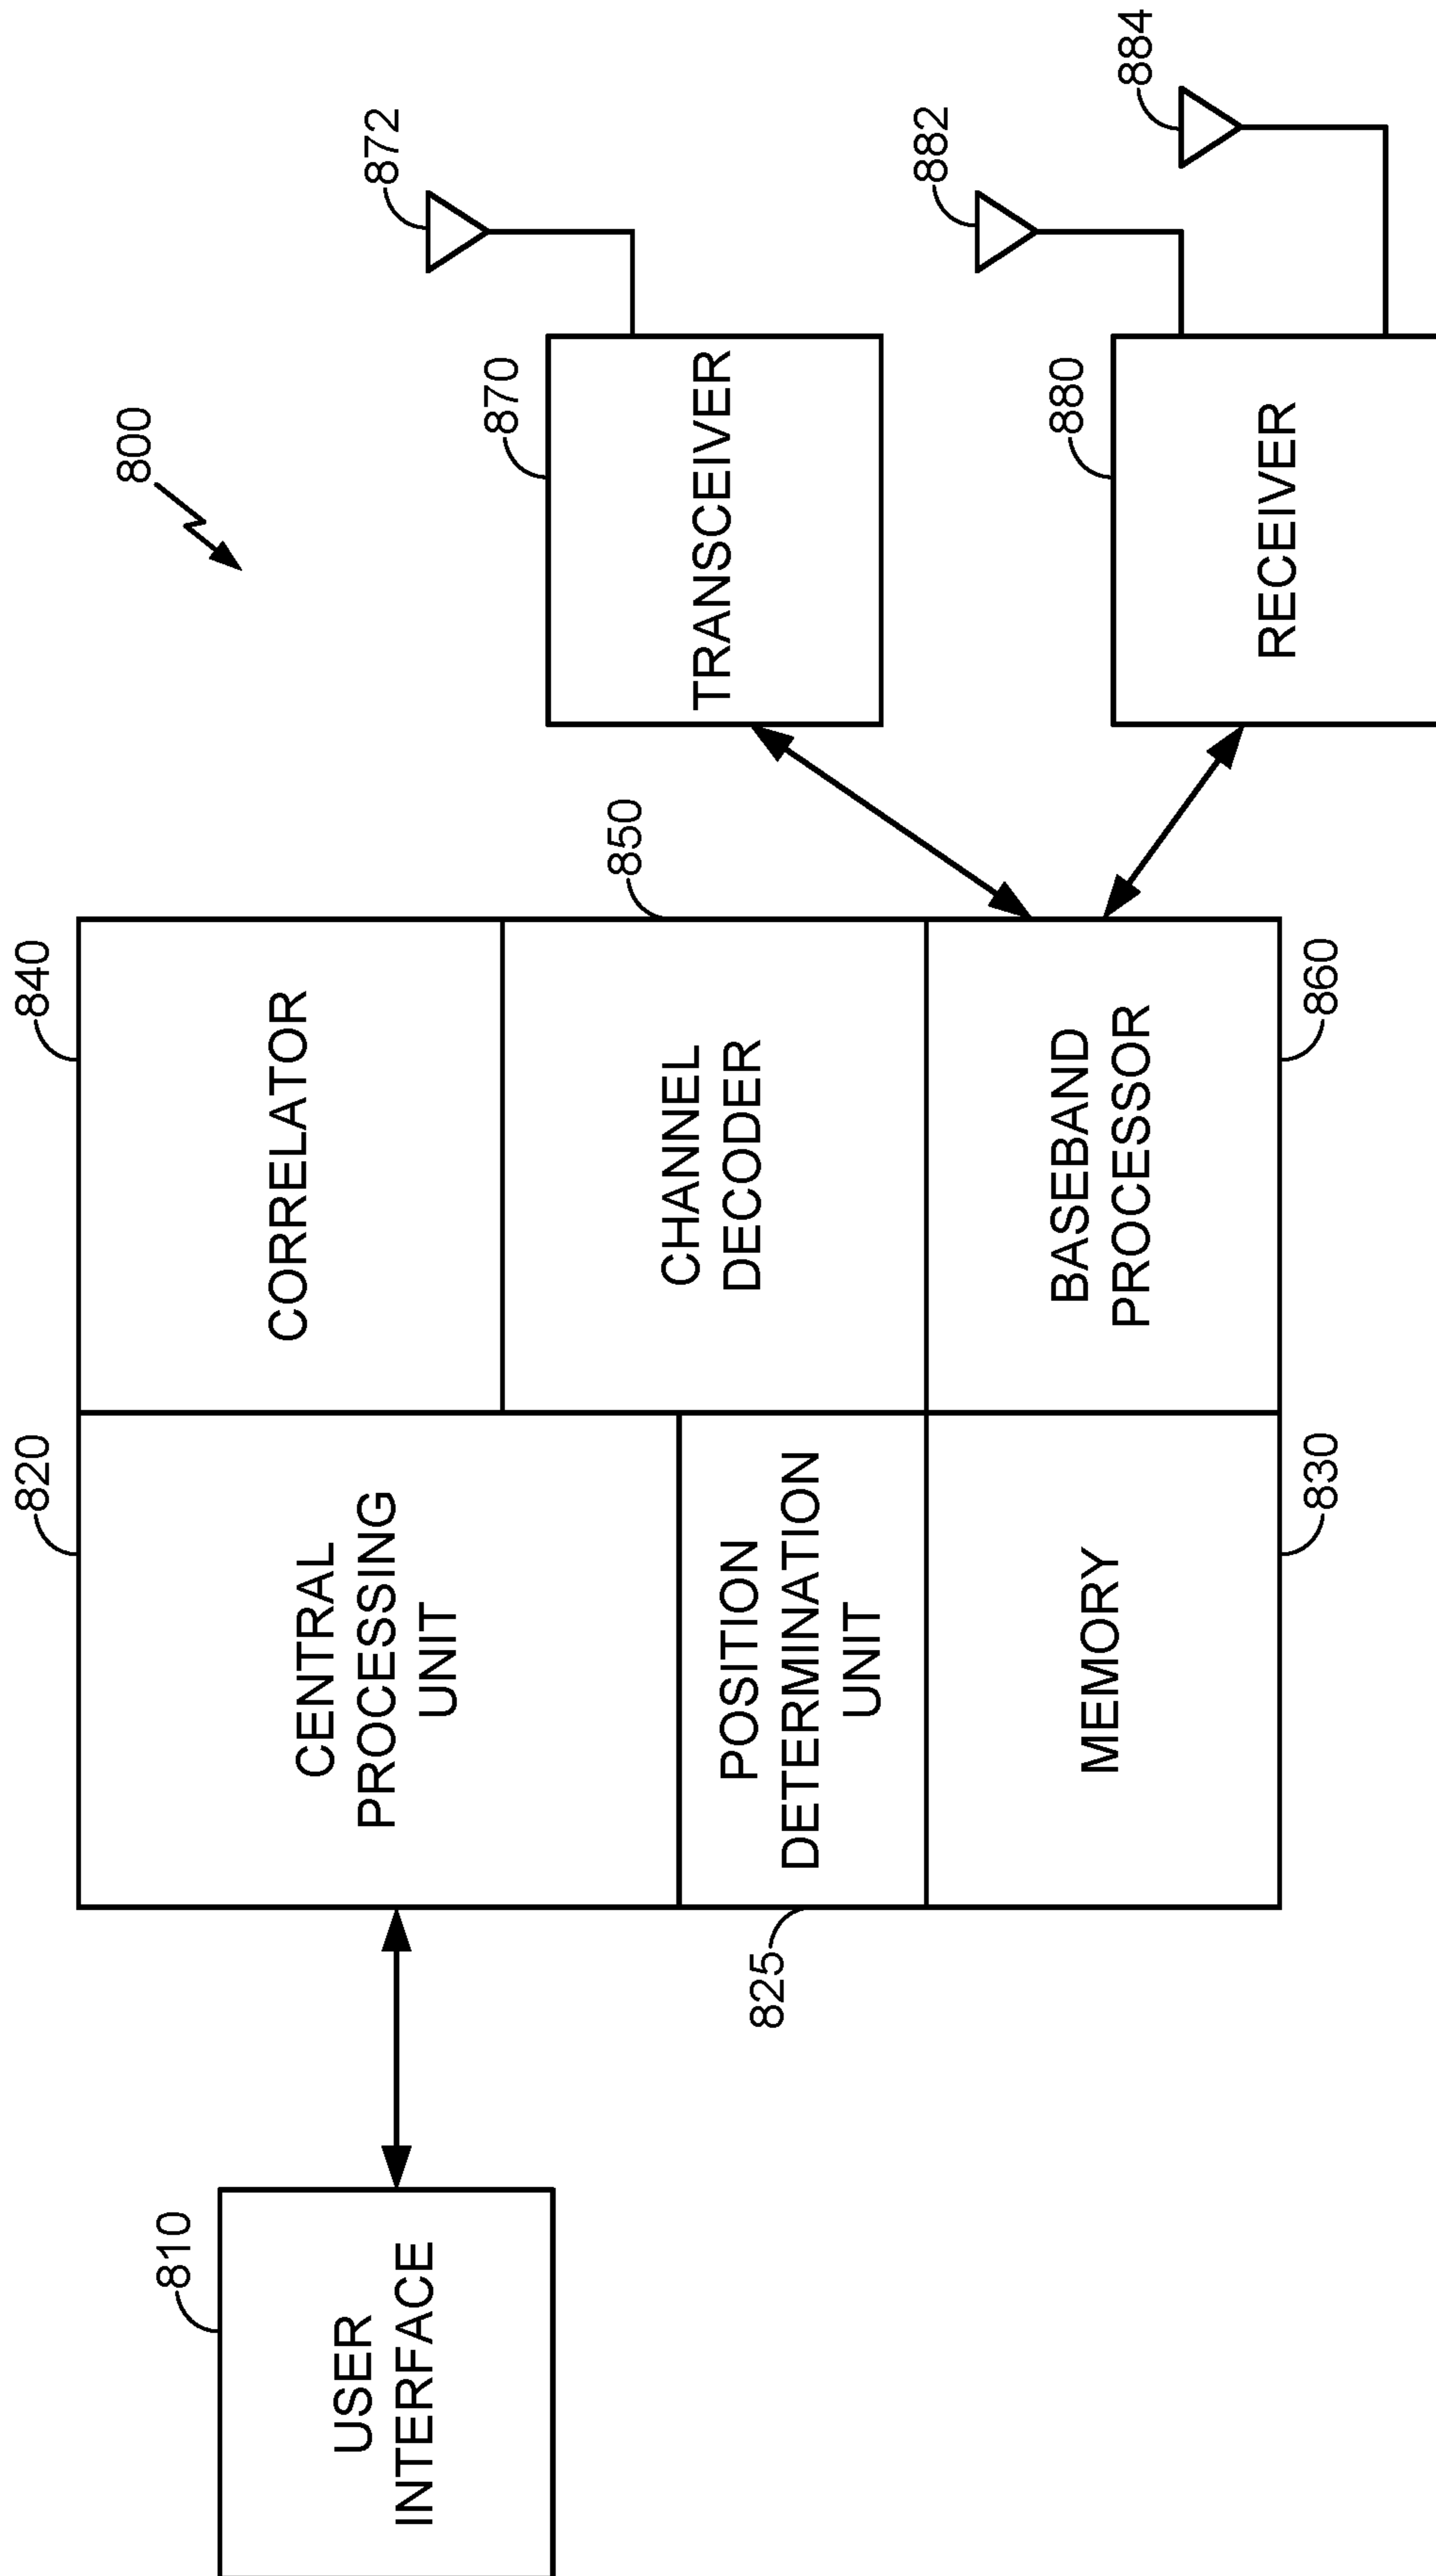 800
810
USER
INTERFACE
820
CENTRAL
PROCESSING
UNIT
825
POSITION
DETERMINATION
UNIT
MEMORY
830
840
CORRELATOR
850
CHANNEL
DECODER
BASEBAND
PROCESSOR
860
870
TRANSCEIVER
872
880
RECEIVER
882
884